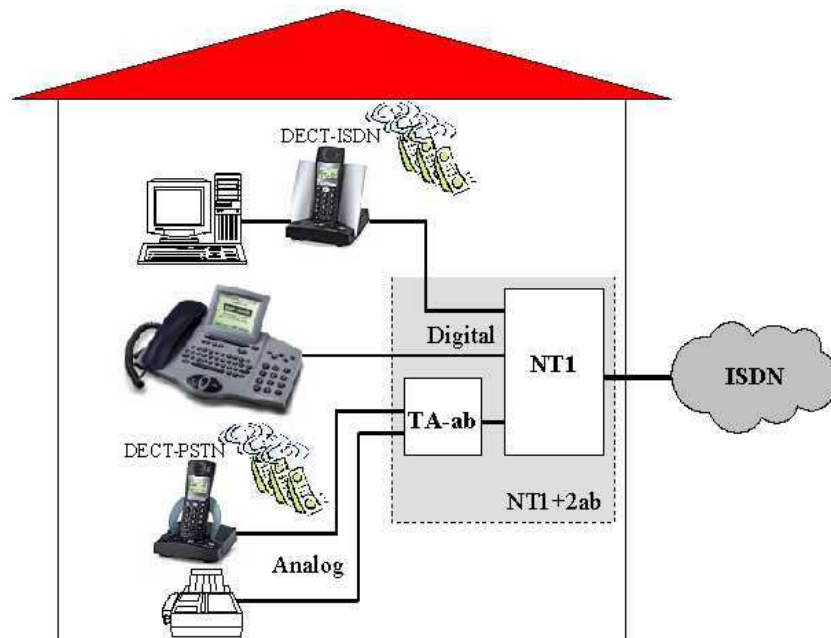 DECT-ISDN
Digital
NT1
ISDN
TA-ab
DECT-PSTN
NT1+2ab
Analog